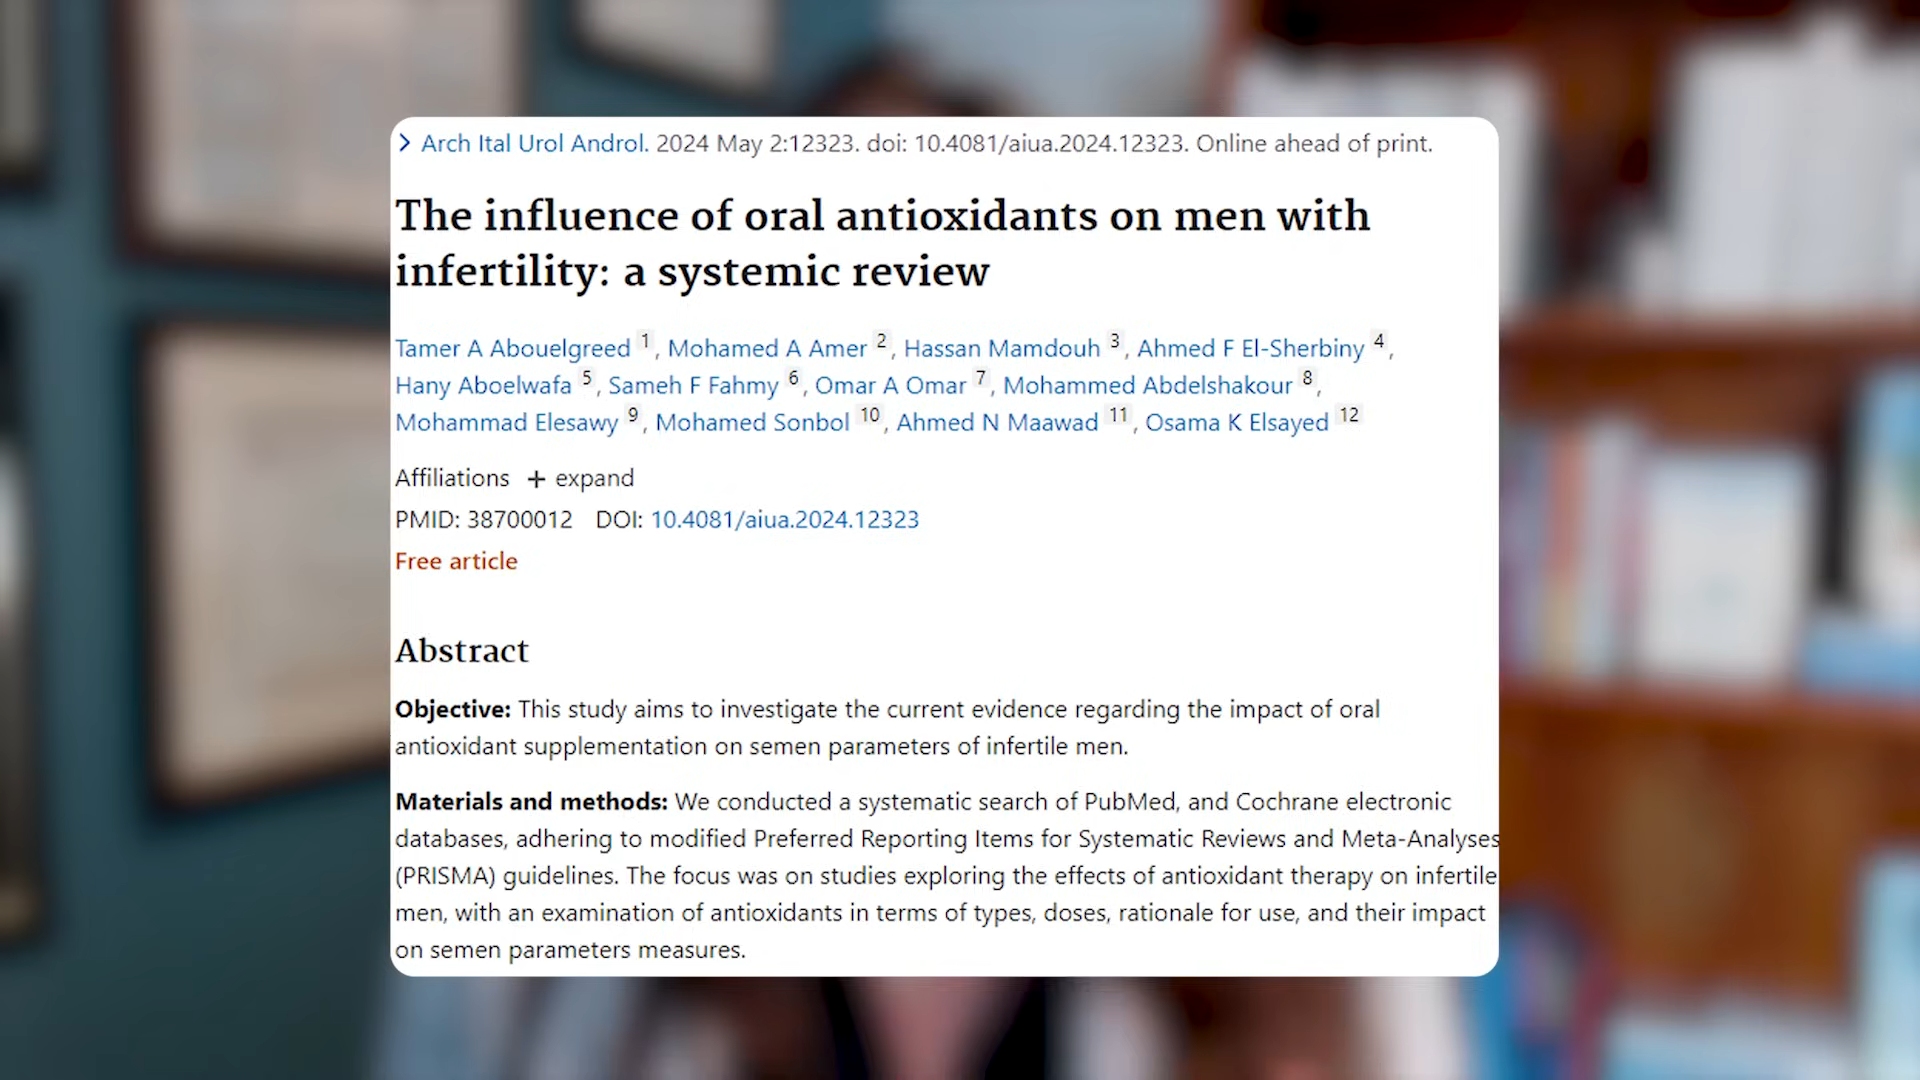 > Arch Ital Urol Androl. 2024 May 2:12323. doi: 10.4081/aiua.2024.12323. Online ahead of print.
The influence of oral antioxidants on men with
infertility: a systemic review
Tamer A Abouelgreed 1, Mohamed A Amer 2, Hassan Mamdouh 3, Ahmed F El-Sherbiny 4,
Hany Aboelwafa 5, Sameh F Fahmy 6, Omar A Omar 7, Mohammed Abdelshakour 8,
Mohammad Elesawy 9, Mohamed Sonbol 10, Ahmed N Maawad 11, Osama K Elsayed 12
Affiliations + expand
PMID: 38700012 DOI: 10.4081/aiua.2024.12323
Free article
Abstract
Objective: This study aims to investigate the current evidence regarding the impact of oral
antioxidant supplementation on semen parameters of infertile men.
Materials and methods: We conducted a systematic search of PubMed, and Cochrane electronic
databases, adhering to modified Preferred Reporting Items for Systematic Reviews and Meta-Analyses
(PRISMA) guidelines. The focus was on studies exploring the effects of antioxidant therapy on infertile
men, with an examination of antioxidants in terms of types, doses, rationale for use, and their impact
on semen parameters measures.